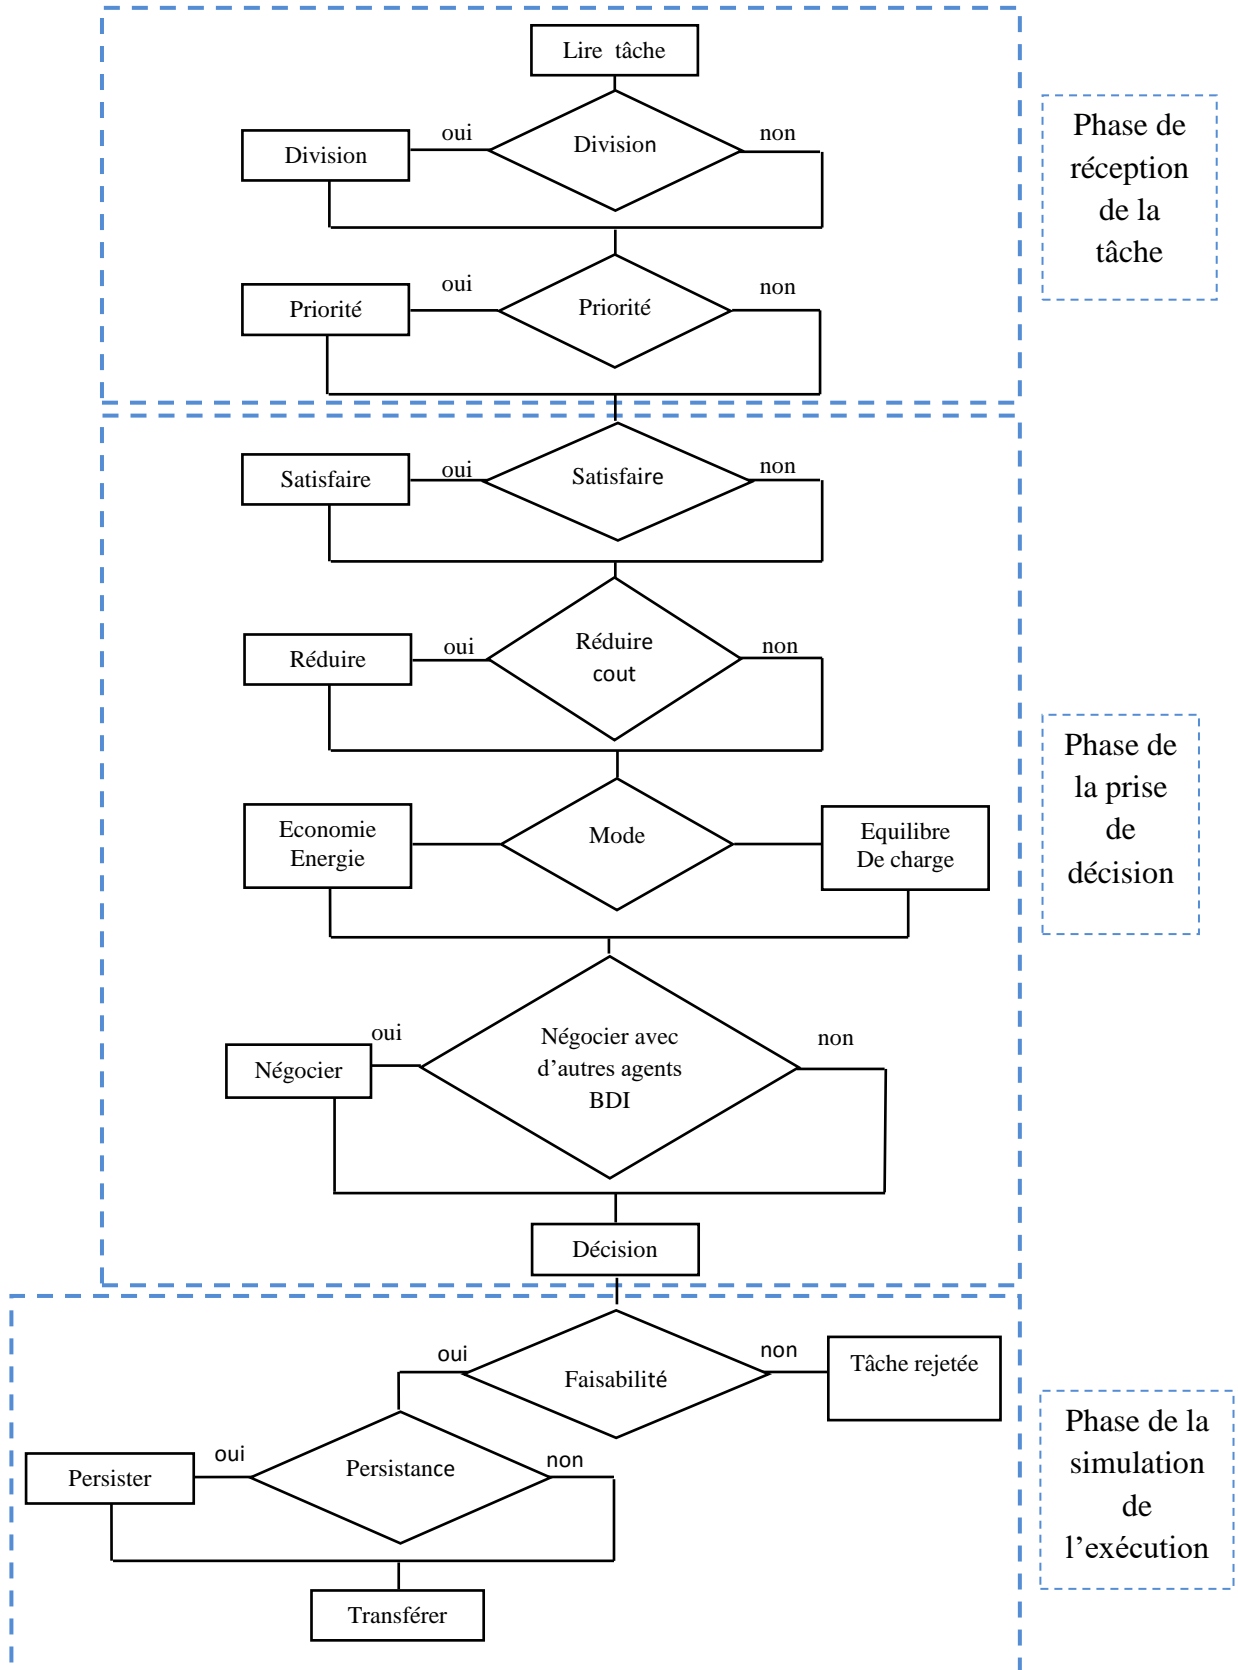 Lire tâche
Division
oui
Division
non
Phase de
réception
de la
tâche
Priorité
oui
Priorité
non
Satisfaire
oui
Satisfaire
non
Réduire
oui
Réduire
cout
non
Phase de
la prise
de
décision
Economie
Energie
Mode
Equilibre
De charge
Négocier
oui
Négocier avec
d’autres agents
BDI
non
Décision
oui
Faisabilité
non
Tâche rejetée
Persister
oui
Persistance
non
Phase de la
simulation
de
l’exécution
Transférer